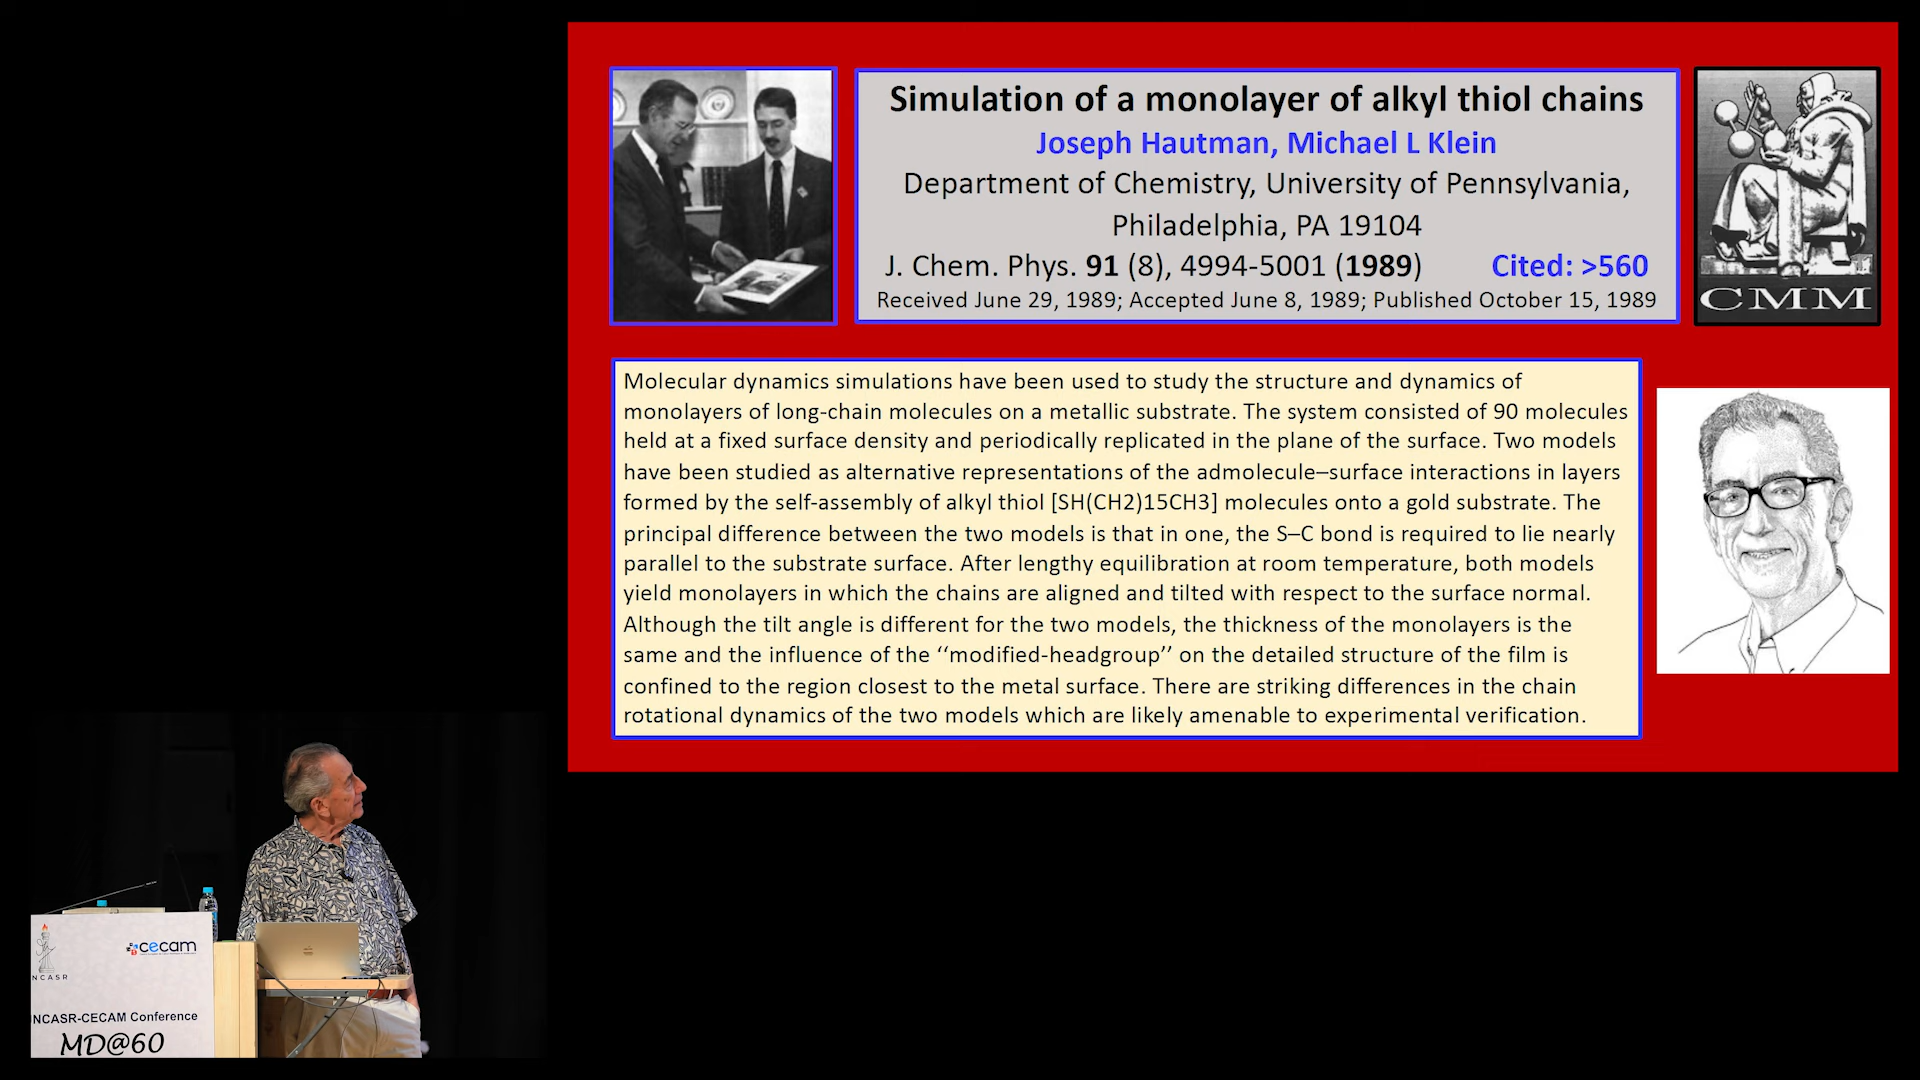 Simulation of a monolayer of alkyl thiol chains
Joseph Hautman, Michael L Klein
Department of Chemistry, University of Pennsylvania,
Philadelphia, PA 19104
J. Chem. Phys. 91 (8), 4994-5001 (1989) Cited: >560
Received June 29, 1989; Accepted June 8, 1989; Published October 15, 1989
CMM
Molecular dynamics simulations have been used to study the structure and dynamics of
monolayers of long-chain molecules on a metallic substrate. The system consisted of 90 molecules
held at a fixed surface density and periodically replicated in the plane of the surface. Two models
have been studied as alternative representations of the admolecule–surface interactions in layers
formed by the self-assembly of alkyl thiol [SH(CH2)15CH3] molecules onto a gold substrate. The
principal difference between the two models is that in one, the S–C bond is required to lie nearly
parallel to the substrate surface. After lengthy equilibration at room temperature, both models
yield monolayers in which the chains are aligned and tilted with respect to the surface normal.
Although the tilt angle is different for the two models, the thickness of the monolayers is the
same and the influence of the ‘‘modified-headgroup’’ on the detailed structure of the film is
confined to the region closest to the metal surface. There are striking differences in the chain
rotational dynamics of the two models which are likely amenable to experimental verification.
NCASR
cecam
NCASR-CECAM Conference
MD@60